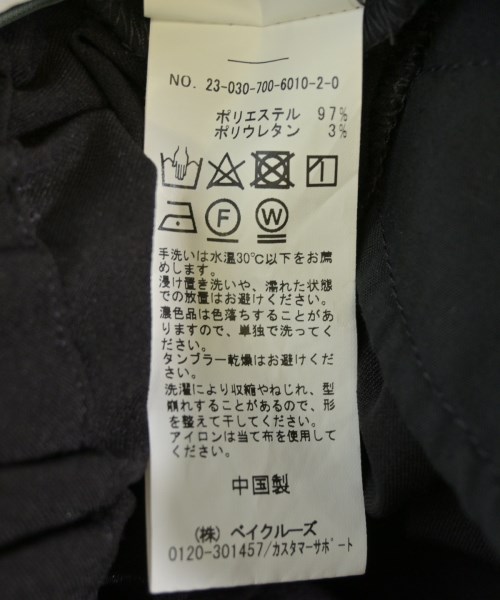 NO. 23-030-700-6010-2-0
ポリエステル 97%
ポリウレタン 3%
F
W
手洗いは水温30℃以下をお薦
めします。
浸け置き洗いや、濡れた状態
での放置はお避けください。
濃色品は色落ちすることがあ
りますので、単独で洗ってく
ださい。
タンブラー乾燥はお避けくだ
さい。
洗濯により収縮やねじれ、型
崩れすることがあるので、形
を整えて干してください。
アイロンは当て布を使用して
ください。
中国製
(株) ベイクルーズ
0120-301457/カスタマーサポート